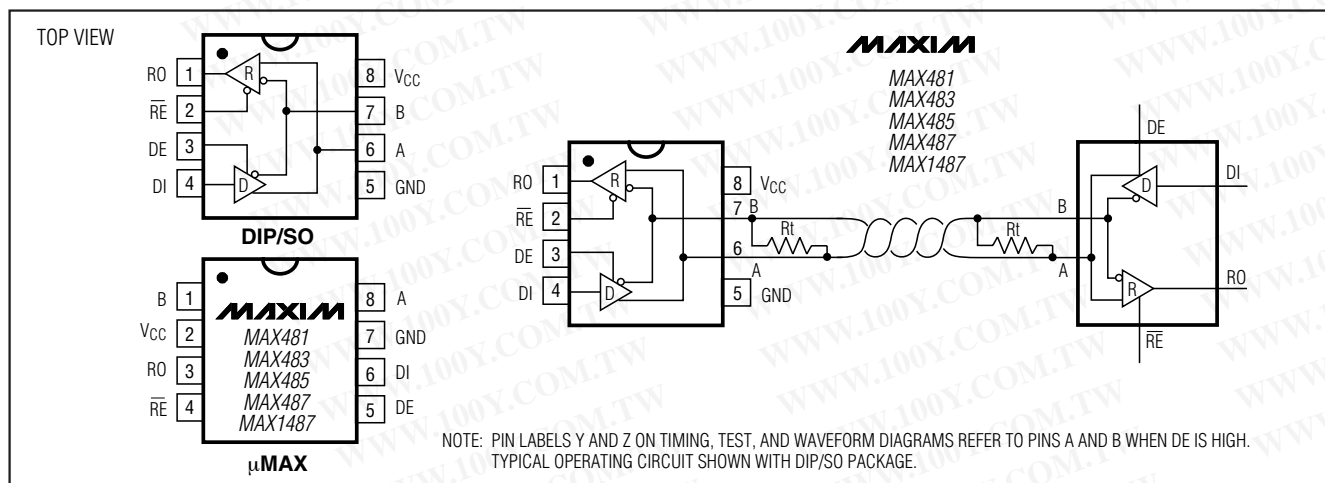 TOP VIEW
RO 1
RE 2
DE 3
DI 4
8 VCC
7 B
6 A
5 GND
R
D
DIP/SO
B 1
VCC 2
RO 3
RE 4
8 A
7 GND
6 DI
5 DE
MAXIM
MAX481
MAX483
MAX485
MAX487
MAX1487
µMAX
MAXIM
MAX481
MAX483
MAX485
MAX487
MAX1487
RO 1
RE 2
DE 3
DI 4
R
D
8 VCC
7 B
6 A
5 GND
Rt
Rt
B
A
DE
D
DI
R
RO
RE
NOTE: PIN LABELS Y AND Z ON TIMING, TEST, AND WAVEFORM DIAGRAMS REFER TO PINS A AND B WHEN DE IS HIGH.
TYPICAL OPERATING CIRCUIT SHOWN WITH DIP/SO PACKAGE.
WWW.100Y.COM.TW